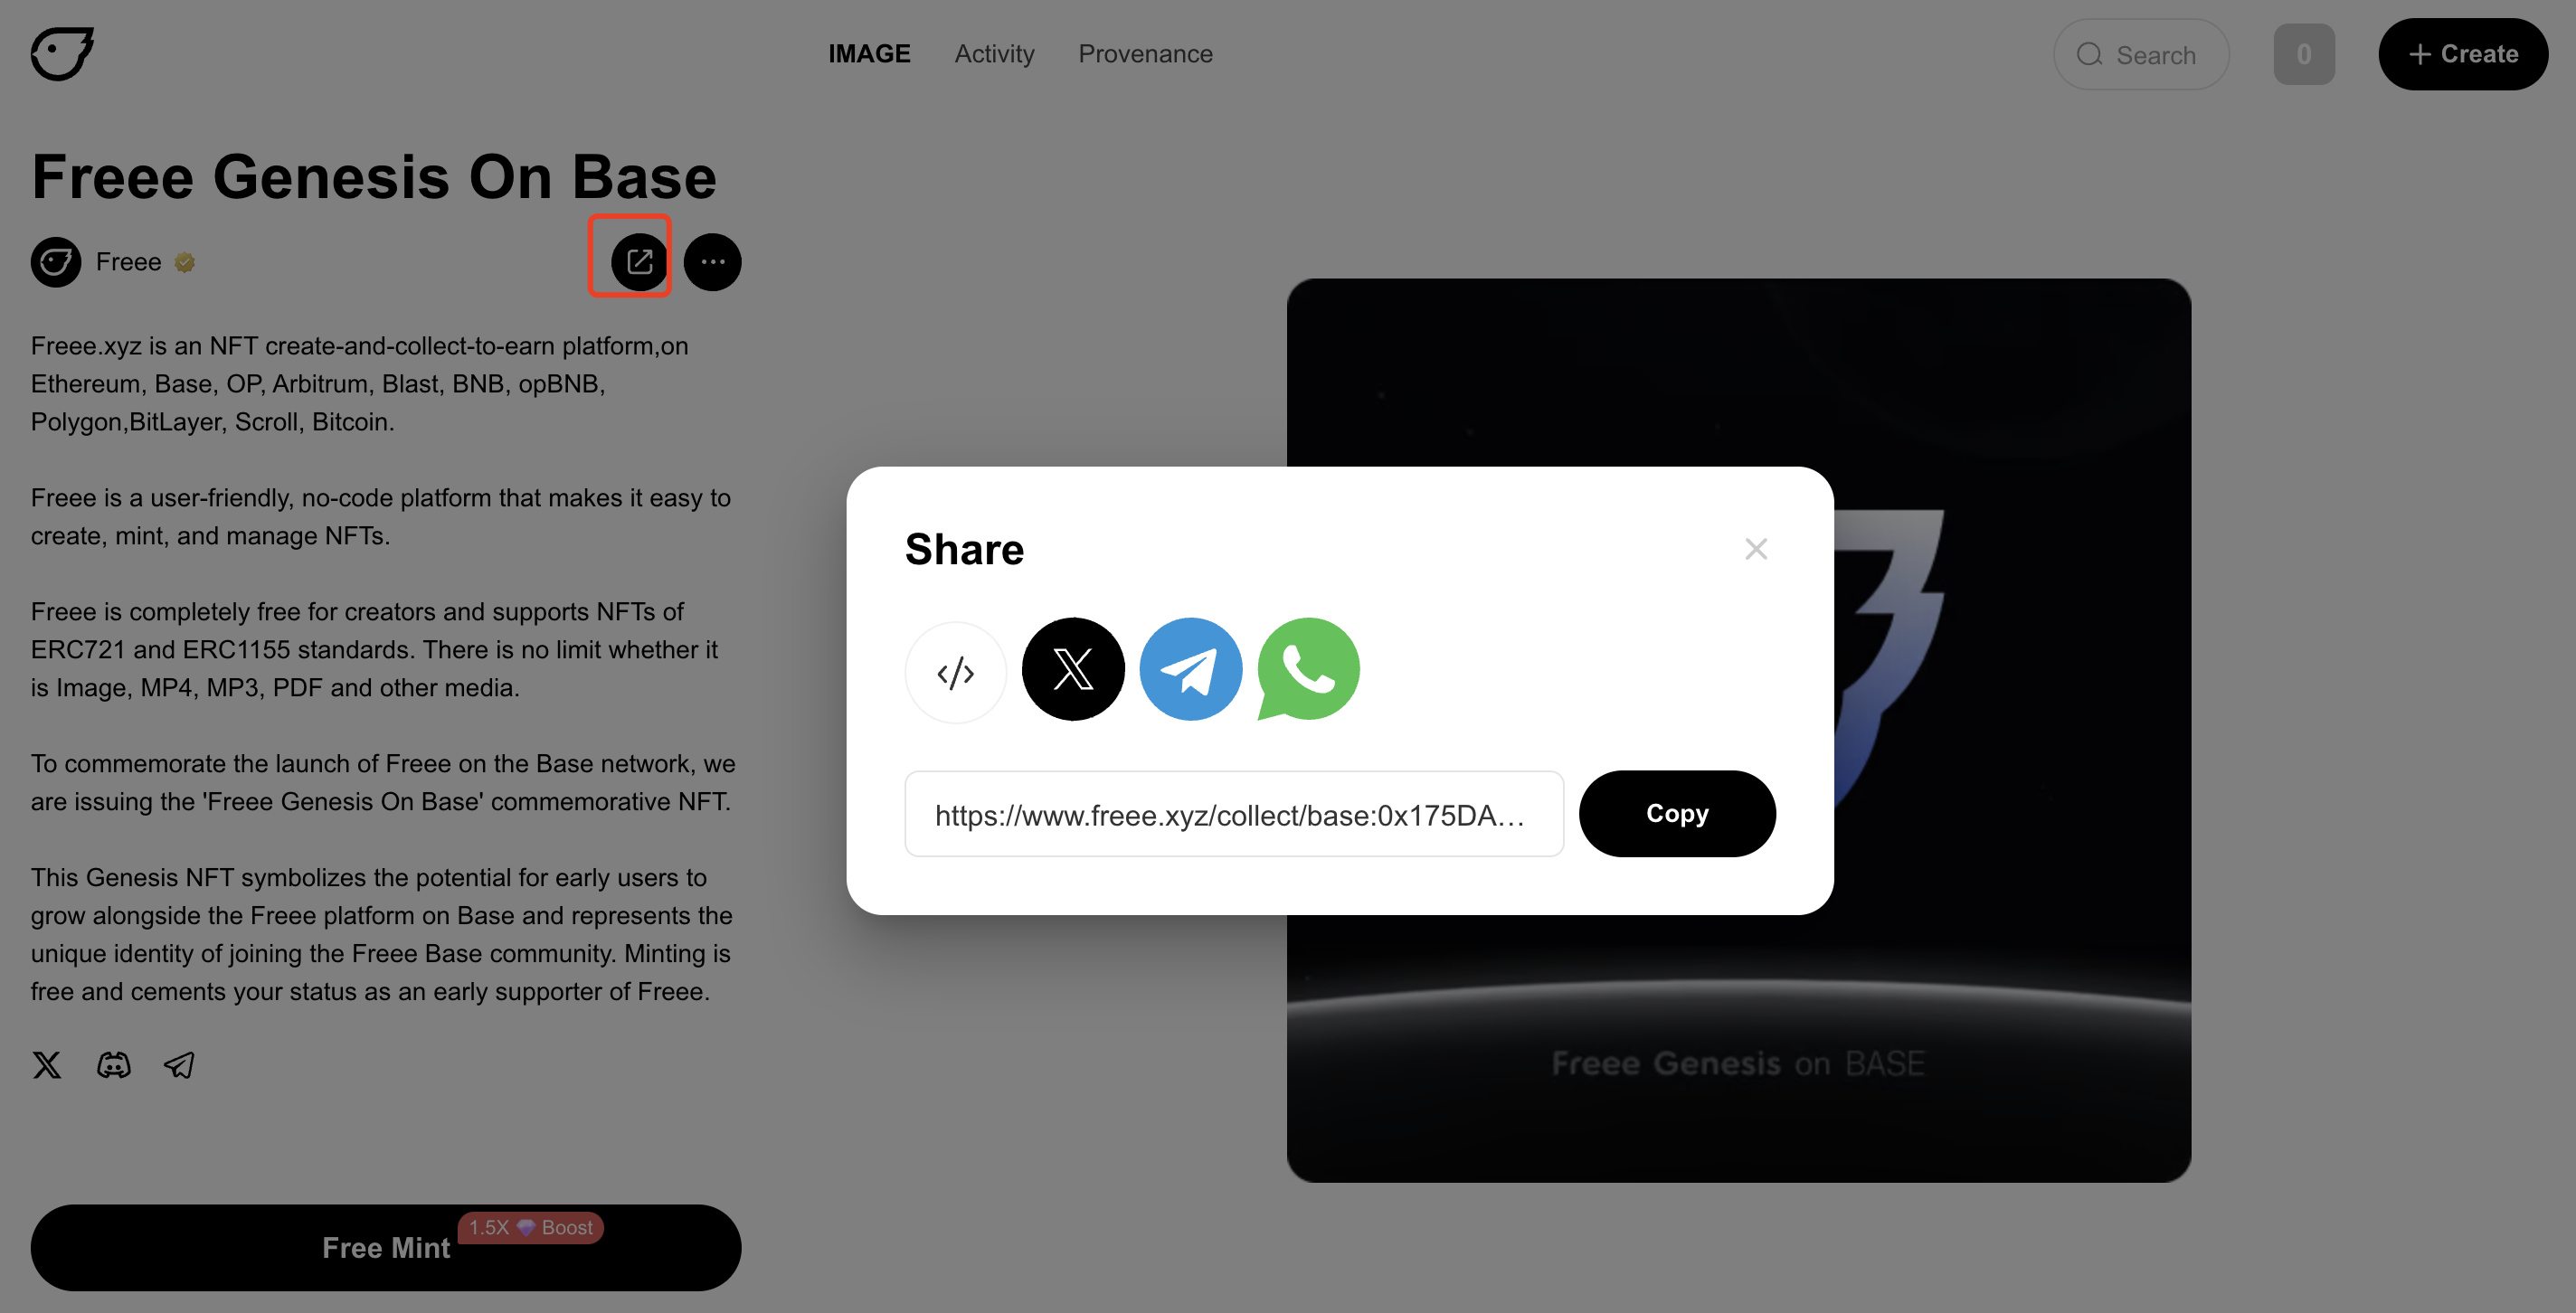 IMAGE Activity Provenance
Search
0
+ Create
Freee Genesis On Base
Freee
Freee.xyz is an NFT create-and-collect-to-earn platform,on
Ethereum, Base, OP, Arbitrum, Blast, BNB, opBNB,
Polygon,BitLayer, Scroll, Bitcoin.
Freee is a user-friendly, no-code platform that makes it easy to
create, mint, and manage NFTs.
Freee is completely free for creators and supports NFTs of
ERC721 and ERC1155 standards. There is no limit whether it
is Image, MP4, MP3, PDF and other media.
To commemorate the launch of Freee on the Base network, we
are issuing the 'Freee Genesis On Base' commemorative NFT.
This Genesis NFT symbolizes the potential for early users to
grow alongside the Freee platform on Base and represents the
unique identity of joining the Freee Base community. Minting is
free and cements your status as an early supporter of Freee.
Free Mint
1.5X Boost
Share
https://www.freee.xyz/collect/base:0x175DA...
Copy
Freee Genesis on BASE